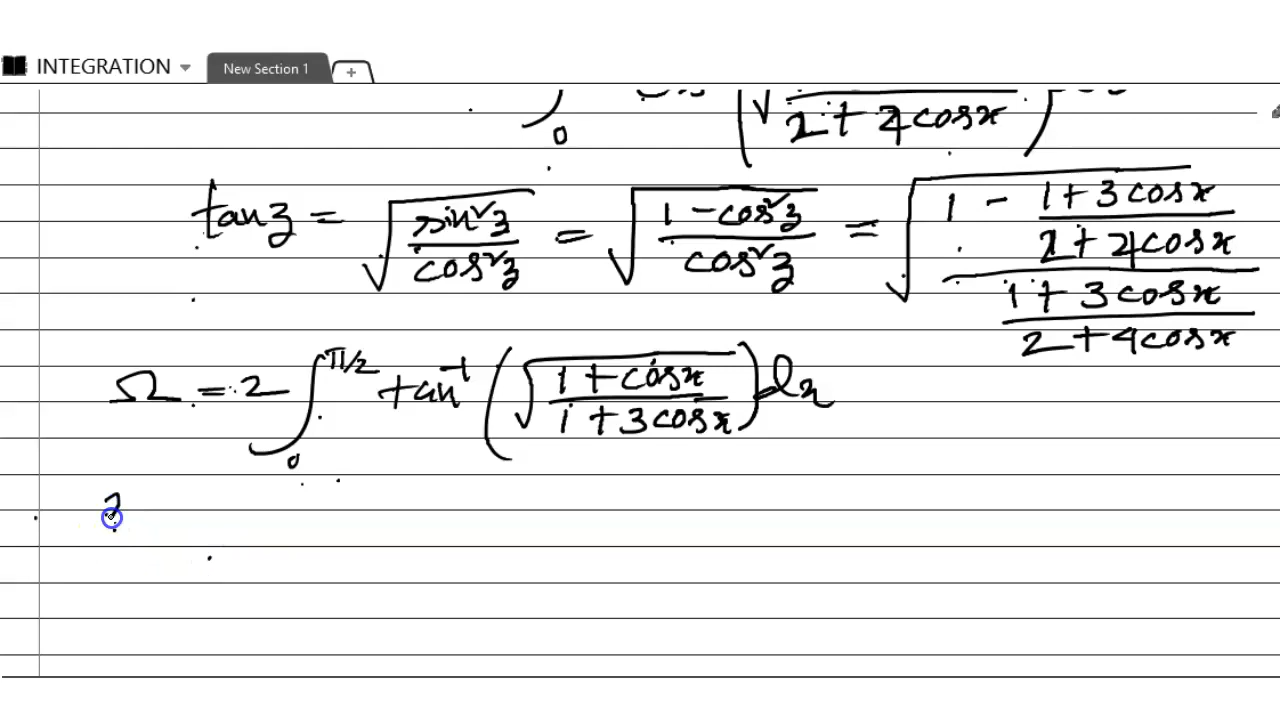 INTEGRATION New Section 1 +
0 2 + 4cosx
tan z = √(sin²z / cos²z) = √((1 - cos²z) / cos²z) = √((1 - (1 + 3cosx)/(2 + 4cosx)) / ((1 + 3cosx)/(2 + 4cosx)))
Ω = 2 ∫₀^{π/2} tan⁻¹(√((1 + cosx)/(1 + 3cosx))) dx